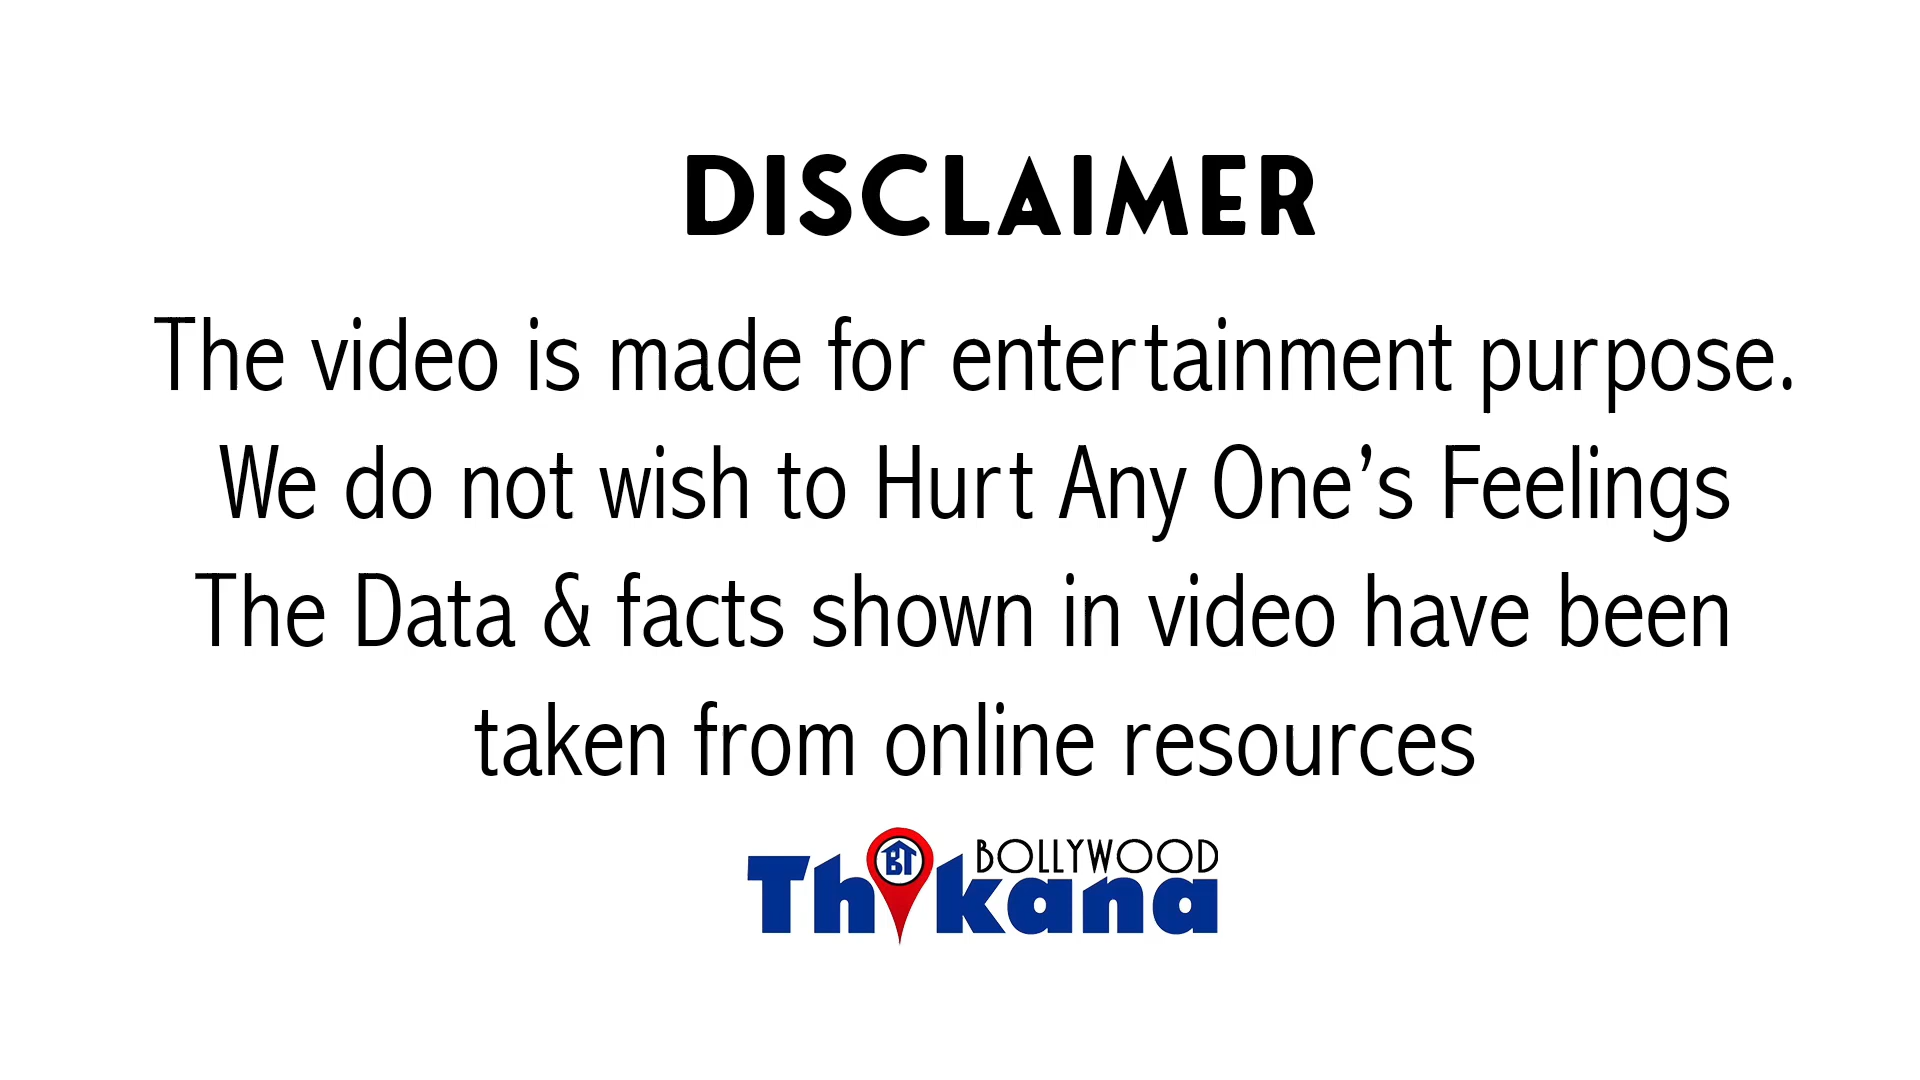 DISCLAIMER
The video is made for entertainment purpose.
We do not wish to Hurt Any One’s Feelings
The Data & facts shown in video have been
taken from online resources
BT BOLLYWOOD
Thikana